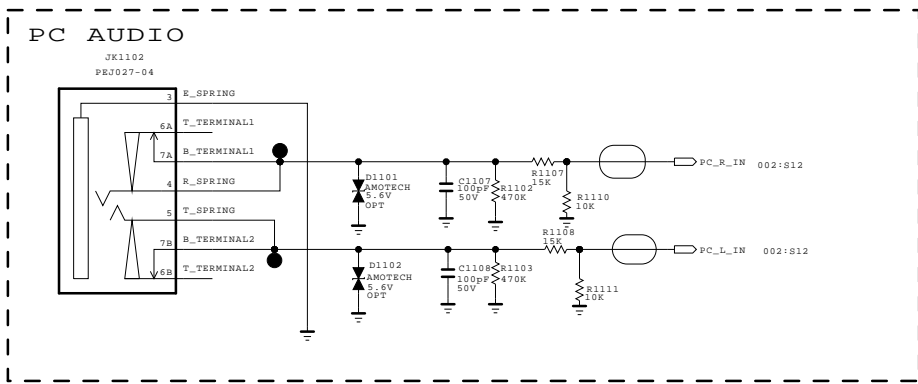 PC AUDIO
JK1102
PEJ027-04
3 E_SPRING
6A T_TERMINAL1
7A B_TERMINAL1
4 R_SPRING
5 T_SPRING
7B B_TERMINAL2
6B T_TERMINAL2
D1101
AMOTECH
5.6V
OPT
C1107
100pF
50V
R1102
470K
R1107
15K
R1110
10K
PC_R_IN 002:S12
D1102
AMOTECH
5.6V
OPT
C1108
100pF
50V
R1103
470K
R1108
15K
R1111
10K
PC_L_IN 002:S12